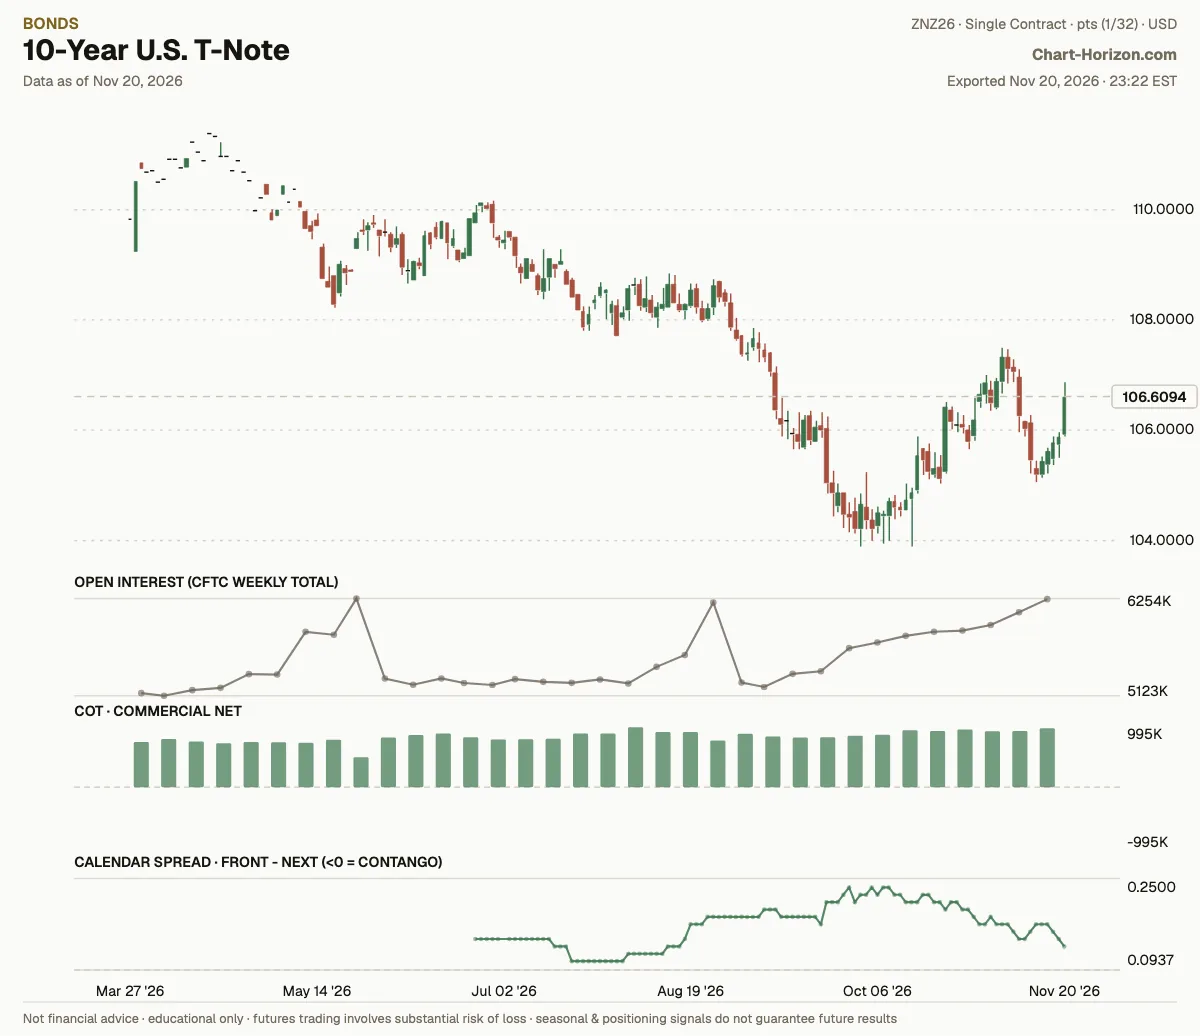 BONDS
10-Year U.S. T-Note
Data as of Nov 20, 2026
ZNZ26 · Single Contract · pts (1/32) · USD
Chart-Horizon.com
Exported Nov 20, 2026 · 23:22 EST
110.0000
108.0000
106.6094
106.0000
104.0000
OPEN INTEREST (CFTC WEEKLY TOTAL)
6254K
5123K
COT · COMMERCIAL NET
995K
-995K
CALENDAR SPREAD · FRONT - NEXT (<0 = CONTANGO)
0.2500
0.0937
Mar 27 '26 May 14 '26 Jul 02 '26 Aug 19 '26 Oct 06 '26 Nov 20 '26
Not financial advice · educational only · futures trading involves substantial risk of loss · seasonal & positioning signals do not guarantee future results